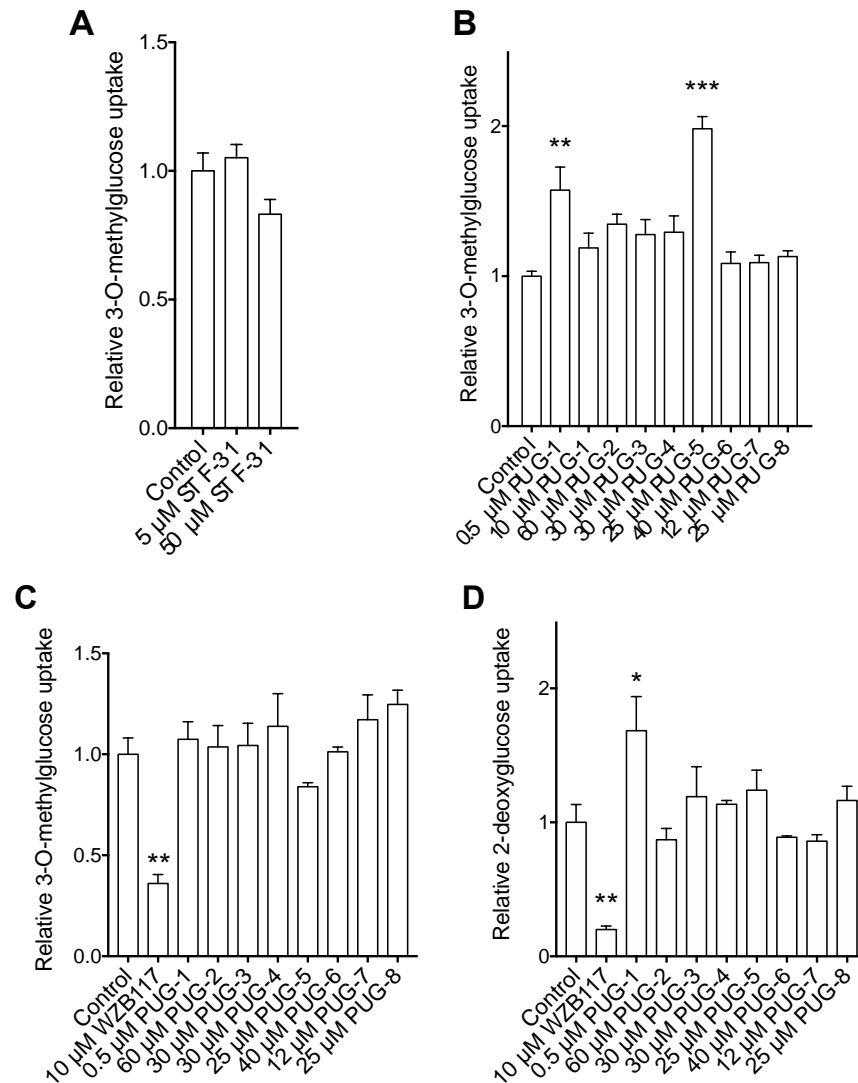 A
Relative 3-O-methylglucose uptake
1.5
1.0
0.5
0.0
Control
5 µM STF-31
50 µM STF-31
B
Relative 3-O-methylglucose uptake
2
1
0
**
***
Control
0.5 µM PUG-1
10 µM PUG-1
60 µM PUG-2
30 µM PUG-3
30 µM PUG-4
25 µM PUG-5
40 µM PUG-6
12 µM PUG-7
25 µM PUG-8
C
Relative 3-O-methylglucose uptake
1.5
1.0
0.5
0.0
**
Control
10 µM WZB117
0.5 µM PUG-1
60 µM PUG-2
30 µM PUG-3
30 µM PUG-4
25 µM PUG-5
40 µM PUG-6
12 µM PUG-7
25 µM PUG-8
D
Relative 2-deoxyglucose uptake
2
1
0
**
*
Control
10 µM WZB117
0.5 µM PUG-1
60 µM PUG-2
30 µM PUG-3
30 µM PUG-4
25 µM PUG-5
40 µM PUG-6
12 µM PUG-7
25 µM PUG-8